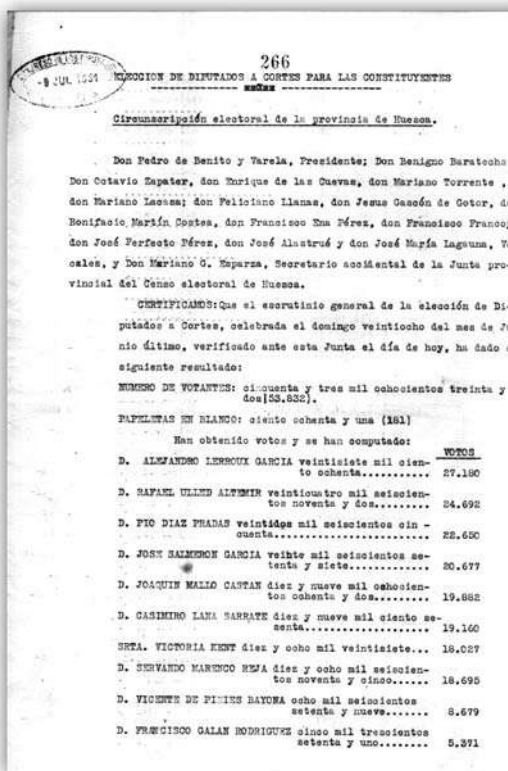 266
- 9 JUL. 1931
ELECCION DE DIPUTADOS A CORTES PARA LAS CONSTITUYENTES
Circunscripción electoral de la provincia de Huesca.
Don Pedro de Benito y Varela, Presidente; Don Benigno Baratech
Don Octavio Zapater, don Enrique de las Cuevas, don Mariano Torrente ,
don Mariano Lacasa; don Feliciano Llanas, don Jesus Gascón de Gotor, d
Bonifacio Martín Costea, don Francisco Ena Pérez, don Francisco Franco;
don José Perfecto Pérez, don José Alastrué y don José María Lagauna, V
cales, y Don Mariano G. Esparza, Secretario accidental de la Junta pro-
vincial del Censo electoral de Huesca.
CERTIFICAMOS:Que el escrutinio general de la elección de Di-
putados a Cortes, celebrada el domingo veintiocho del mes de Ju
nio último, verificado ante esta Junta el día de hoy, ha dado
siguiente resultado:
NUMERO DE VOTANTES: cincuenta y tres mil ochocientos treinta y
dos(53.832).
PAPELETAS EN BLANCO: ciento ochenta y una (181)
Han obtenido votos y se han computado:
VOTOS
D. ALEJANDRO LERROUX GARCIA veintisiete mil cien-
to ochenta........... 27.180
D. RAFAEL ULLED ALTEMIR veinticuatro mil seiscien-
tos noventa y dos........ 24.692
D. PIO DIAZ PRADAS veintidos mil seiscientos cin -
cuenta....................... 22.650
D. JOSE SALMERON GARCIA veinte mil seiscientos se-
tenta y siete............ 20.677
D. JOAQUIN MALLO CASTAN diez y nueve mil ochocien-
tos ochenta y dos........ 19.882
D. CASIMIRO LANA SARRATE diez y nueve mil ciento se-
senta.................. 19.160
SRTA. VICTORIA KENT diez y ocho mil veintisiete... 18.027
D. SERVANDO MARENCO REJA diez y ocho mil seiscien-
tos noventa y cinco...... 18.695
D. VICENTE DE PINIES BAYONA ocho mil seiscientos
setenta y nueve....... 8.679
D. FRANCISCO GALAN RODRIGUEZ cinco mil trescientos
setenta y uno........ 5.371